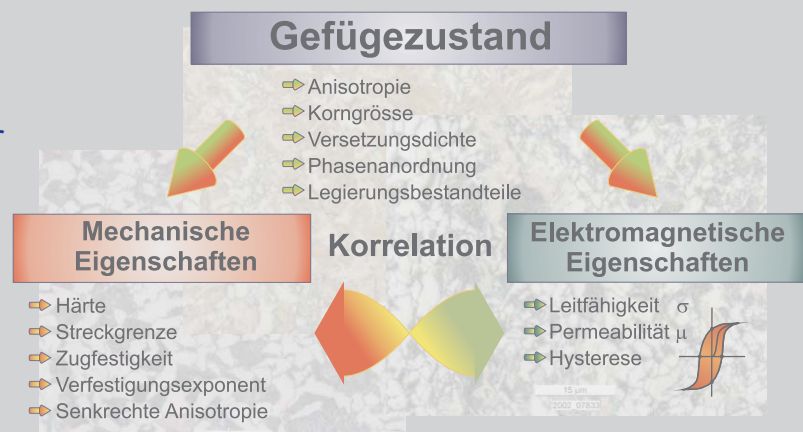 Gefügezustand
Anisotropie
Korngrösse
Versetzungsdichte
Phasenanordnung
Legierungsbestandteile
Mechanische
Eigenschaften
Korrelation
Elektromagnetische
Eigenschaften
Härte
Streckgrenze
Zugfestigkeit
Verfestigungsexponent
Senkrechte Anisotropie
Leitfähigkeit σ
Permeabilität μ
Hysterese
15 µm